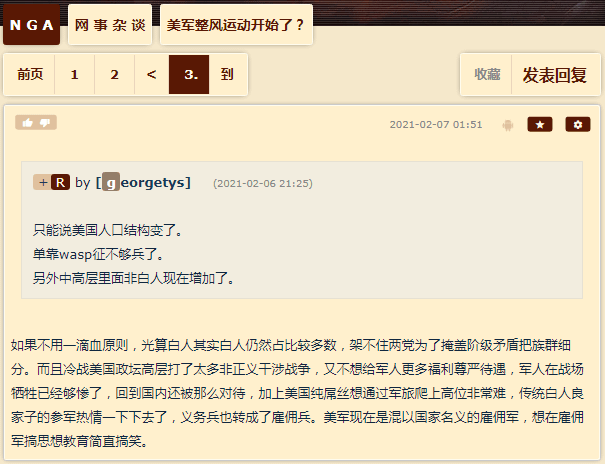 NGA 网事杂谈 美军整风运动开始了？
前页 1 2 < 3. 到 收藏 发表回复
2021-02-07 01:51
+ R by [georgetys] (2021-02-06 21:25)
只能说美国人口结构变了。
单靠wasp征不够兵了。
另外中高层里面非白人现在增加了。
如果不用一滴血原则，光算白人其实白人仍然占比较多数，架不住两党为了掩盖阶级矛盾把族群细
分。而且冷战美国政坛高层打了太多非正义干涉战争，又不想给军人更多福利尊严待遇，军人在战场
牺牲已经够惨了，回到国内还被那么对待，加上美国纯屌丝想通过军旅爬上高位非常难，传统白人良
家子的参军热情一下下去了，义务兵也转成了雇佣兵。美军现在是混以国家名义的雇佣军，想在雇佣
军搞思想教育简直搞笑。